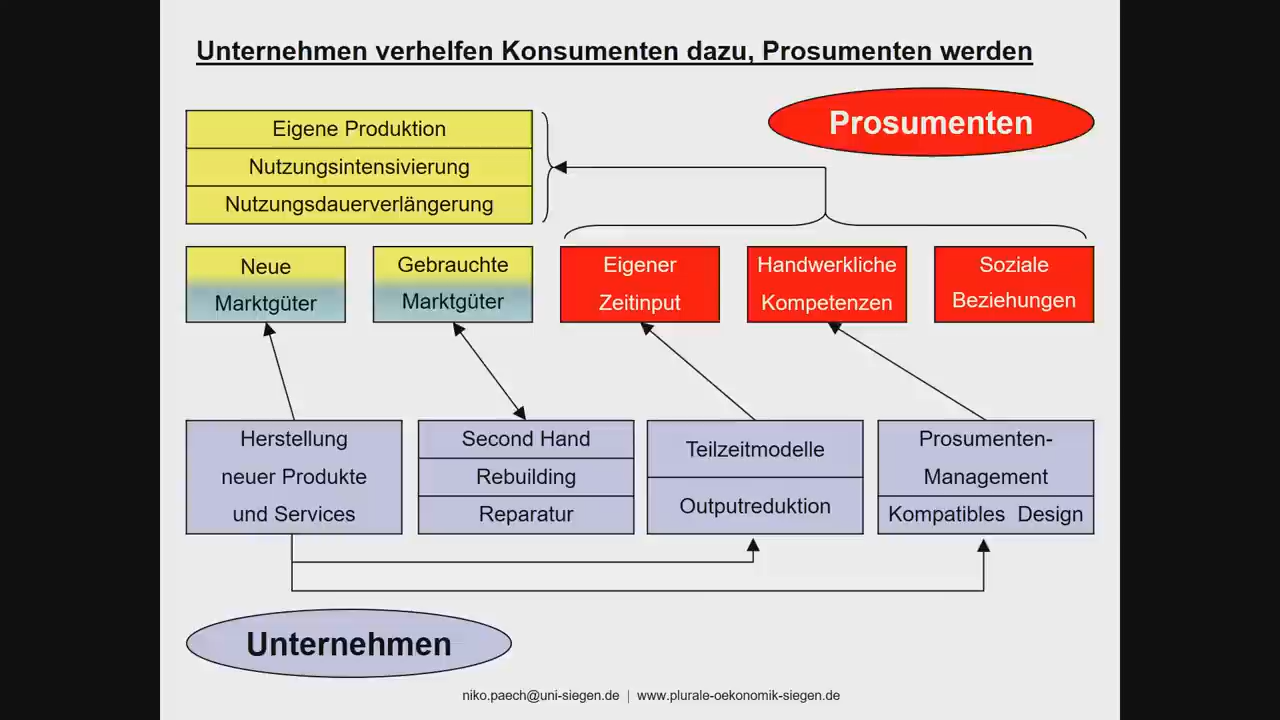 Unternehmen verhelfen Konsumenten dazu, Prosumenten werden
Prosumenten
Eigene Produktion
Nutzungsintensivierung
Nutzungsdauerverlängerung
Neue
Marktgüter
Gebrauchte
Marktgüter
Eigener
Zeitinput
Handwerkliche
Kompetenzen
Soziale
Beziehungen
Herstellung
neuer Produkte
und Services
Second Hand
Rebuilding
Reparatur
Teilzeitmodelle
Outputreduktion
Prosumenten-
Management
Kompatibles Design
Unternehmen
niko.paech@uni-siegen.de | www.plurale-oekonomik-siegen.de